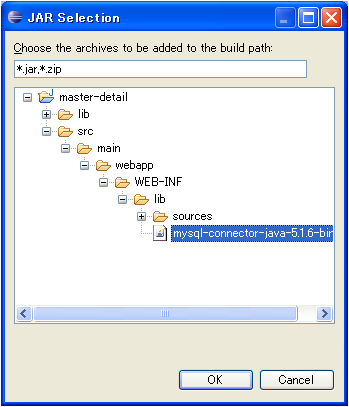 JAR Selection
Choose the archives to be added to the build path:
*.jar,*.zip
master-detail
lib
src
main
webapp
WEB-INF
lib
sources
mysql-connector-java-5.1.6-bin
OK
Cancel